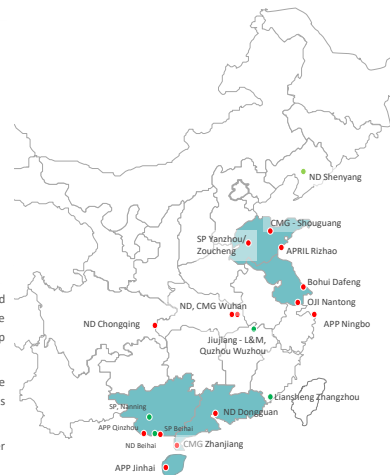 ND Shenyang
CMG - Shouguang
SP Yanzhou/
Zoucheng
APRIL Rizhao
Bohui Dafeng
OJI Nantong
ND, CMG Wuhan
APP Ningbo
ND Chongqing
Jiujiang - L&M,
Quzhou Wuzhou
Liansheng Zhangzhou
SP, Nanning
ND Dongguan
APP Qinzhou
SP Beihai
ND Beihai
CMG Zhanjiang
APP Jinhai
d
e
p
e
s
er